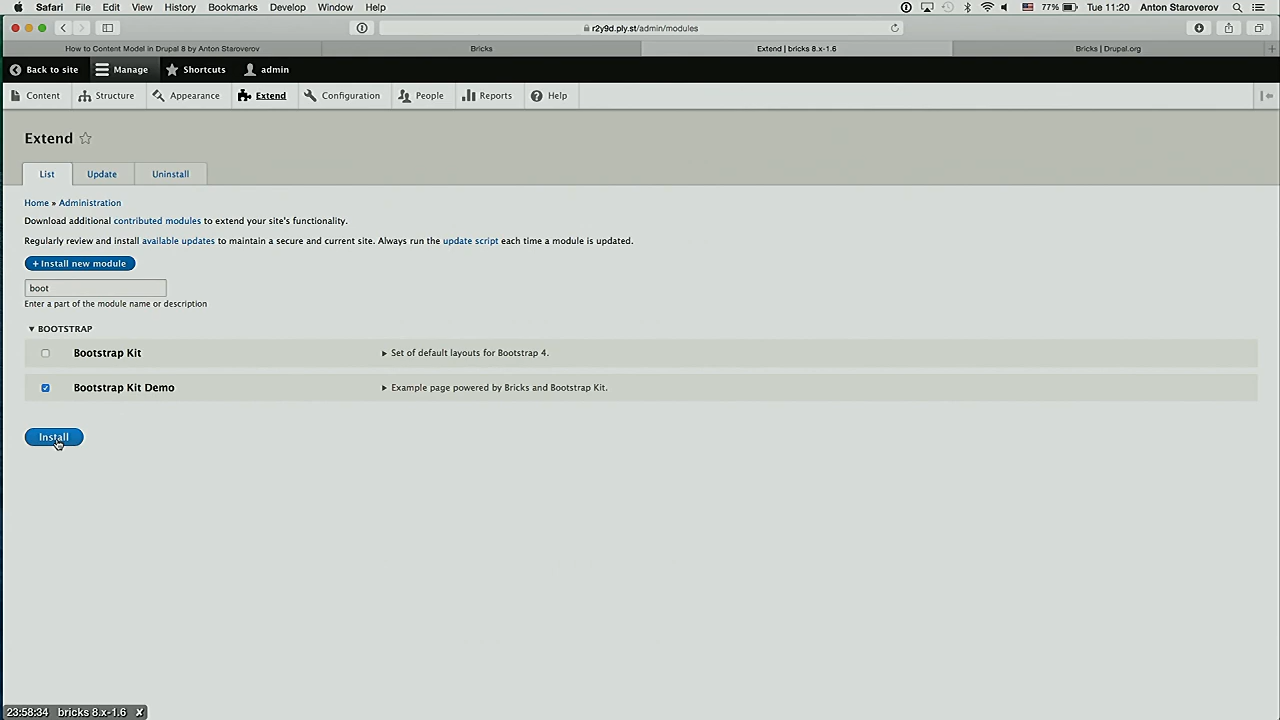 Safari File Edit View History Bookmarks Develop Window Help 77% Tue 11:20 Anton Staroverov
r2y9d.ply.st/admin/modules
How to Content Model in Drupal 8 by Anton Staroverov Bricks Extend | bricks 8.x-1.6 Bricks | Drupal.org
Back to site Manage Shortcuts admin
Content Structure Appearance Extend Configuration People Reports Help
Extend
List Update Uninstall
Home » Administration
Download additional contributed modules to extend your site's functionality.
Regularly review and install available updates to maintain a secure and current site. Always run the update script each time a module is updated.
+ Install new module
boot
Enter a part of the module name or description
▼ BOOTSTRAP
Bootstrap Kit ▶ Set of default layouts for Bootstrap 4.
Bootstrap Kit Demo ▶ Example page powered by Bricks and Bootstrap Kit.
Install
23:58:34 bricks 8.x-1.6 ✗